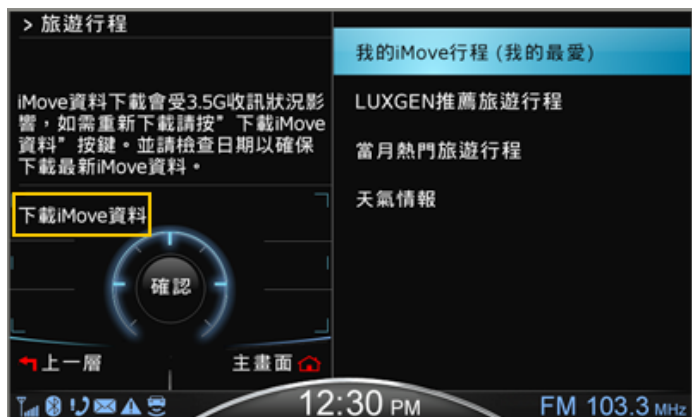 > 旅遊行程
iMove資料下載會受3.5G收訊狀況影
響，如需重新下載請按”下載iMove
資料”按鍵。並請檢查日期以確保
下載最新iMove資料。
下載iMove資料
確認
上一層
主畫面
我的iMove行程 (我的最愛)
LUXGEN推薦旅遊行程
當月熱門旅遊行程
天氣情報
12:30 PM
FM 103.3 MHz